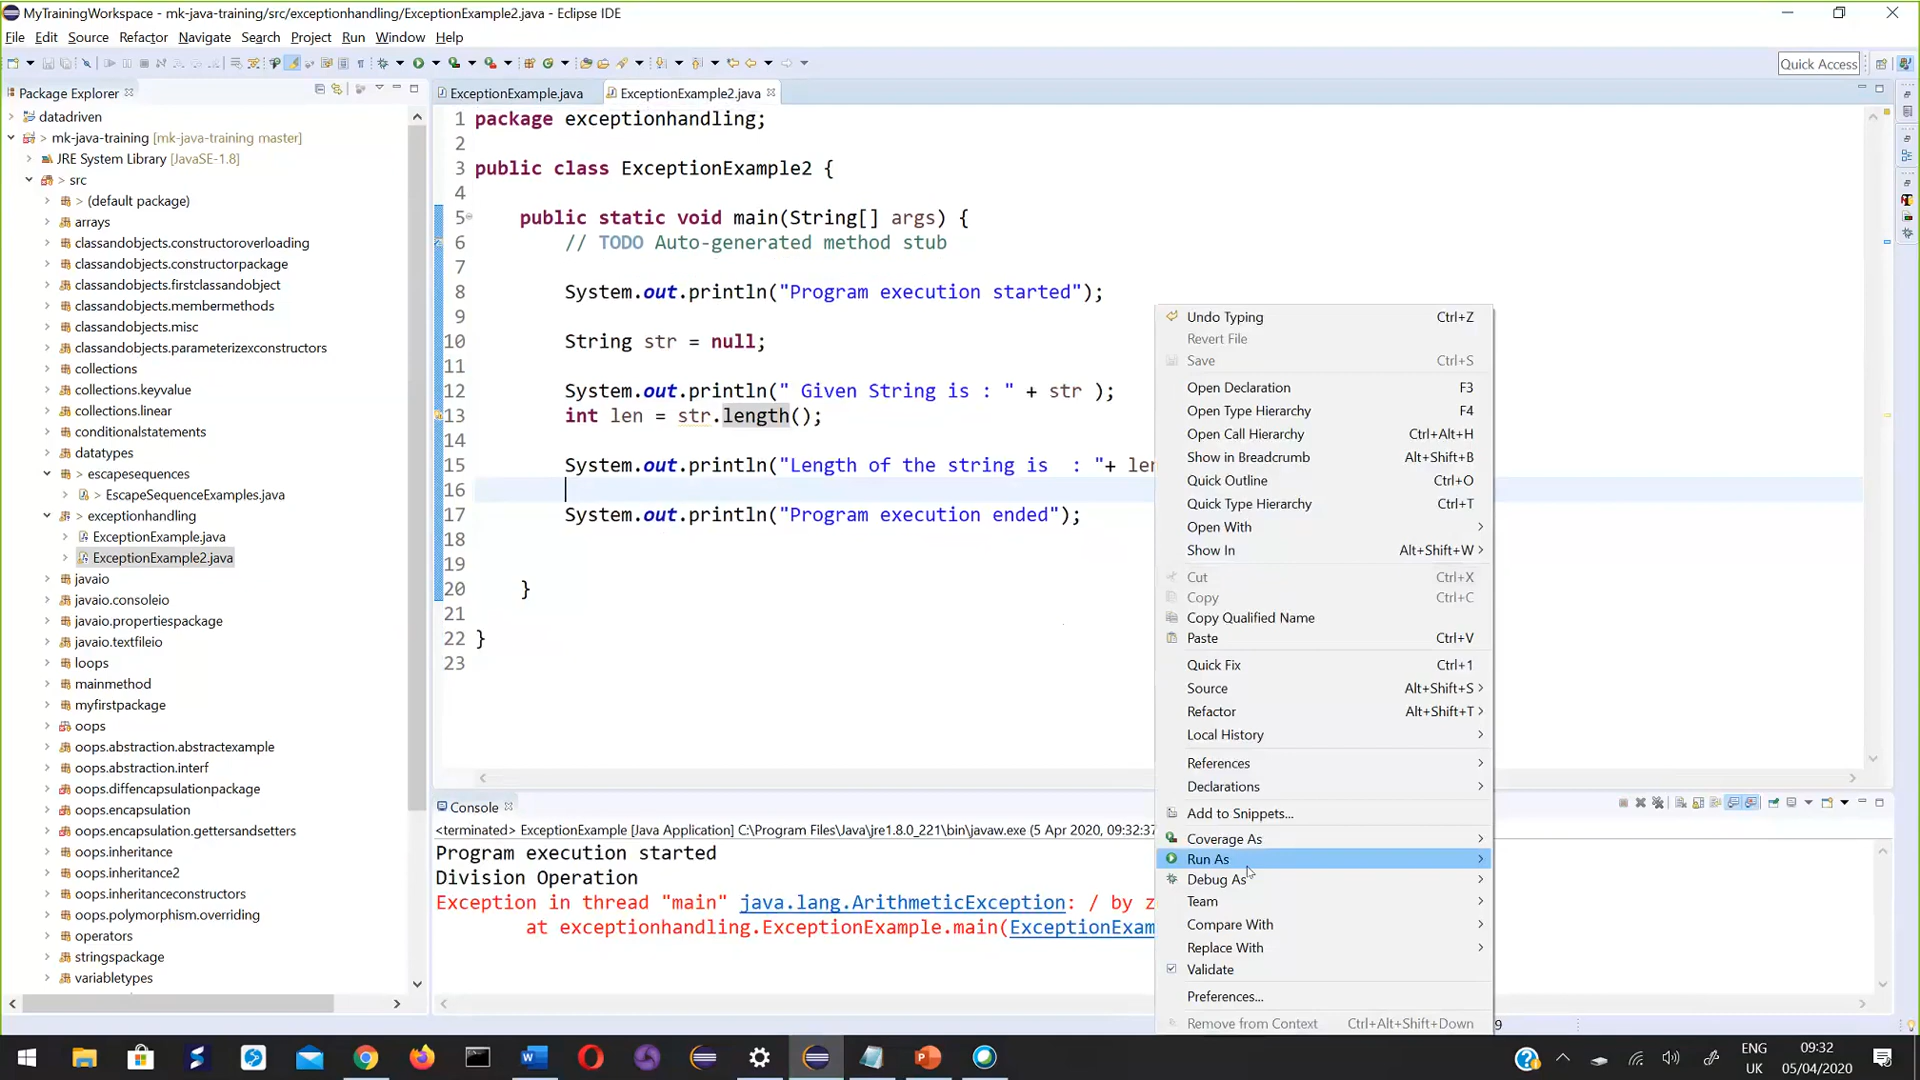 MyTrainingWorkspace - mk-java-training/src/exceptionhandling/ExceptionExample2.java - Eclipse IDE
File Edit Source Refactor Navigate Search Project Run Window Help
Quick Access
Package Explorer
datadriven
> mk-java-training [mk-java-training master]
JRE System Library [JavaSE-1.8]
> src
> (default package)
arrays
classandobjects.constructoroverloading
classandobjects.constructorpackage
classandobjects.firstclassandobject
classandobjects.membermethods
classandobjects.misc
classandobjects.parameterizexconstructors
collections
collections.keyvalue
collections.linear
conditionalstatements
datatypes
> escapesequences
> EscapeSequenceExamples.java
> exceptionhandling
ExceptionExample.java
ExceptionExample2.java
javaio
javaio.consoleio
javaio.propertiespackage
javaio.textfileio
loops
mainmethod
myfirstpackage
oops
oops.abstraction.abstractexample
oops.abstraction.interf
oops.diffencapsulationpackage
oops.encapsulation
oops.encapsulation.gettersandsetters
oops.inheritance
oops.inheritance2
oops.inheritanceconstructors
oops.polymorphism.overriding
operators
stringspackage
variabletypes
ExceptionExample.java ExceptionExample2.java
1 package exceptionhandling;
2
3 public class ExceptionExample2 {
4
5 public static void main(String[] args) {
6 // TODO Auto-generated method stub
7
8 System.out.println("Program execution started");
9
10 String str = null;
11
12 System.out.println(" Given String is : " + str );
13 int len = str.length();
14
15 System.out.println("Length of the string is  : "+ len
16
17 System.out.println("Program execution ended");
18
19
20 }
21
22 }
23
Undo Typing Ctrl+Z
Revert File
Save Ctrl+S
Open Declaration F3
Open Type Hierarchy F4
Open Call Hierarchy Ctrl+Alt+H
Show in Breadcrumb Alt+Shift+B
Quick Outline Ctrl+O
Quick Type Hierarchy Ctrl+T
Open With
Show In Alt+Shift+W
Cut Ctrl+X
Copy Ctrl+C
Copy Qualified Name
Paste Ctrl+V
Quick Fix Ctrl+1
Source Alt+Shift+S
Refactor Alt+Shift+T
Local History
References
Declarations
Add to Snippets...
Coverage As
Run As
Debug As
Team
Compare With
Replace With
Validate
Preferences...
Remove from Context Ctrl+Alt+Shift+Down
Console
<terminated> ExceptionExample [Java Application] C:\Program Files\Java\jre1.8.0_221\bin\javaw.exe (5 Apr 2020, 09:32:37
Program execution started
Division Operation
Exception in thread "main" java.lang.ArithmeticException: / by z
at exceptionhandling.ExceptionExample.main(ExceptionExam
9
ENG
UK
09:32
05/04/2020